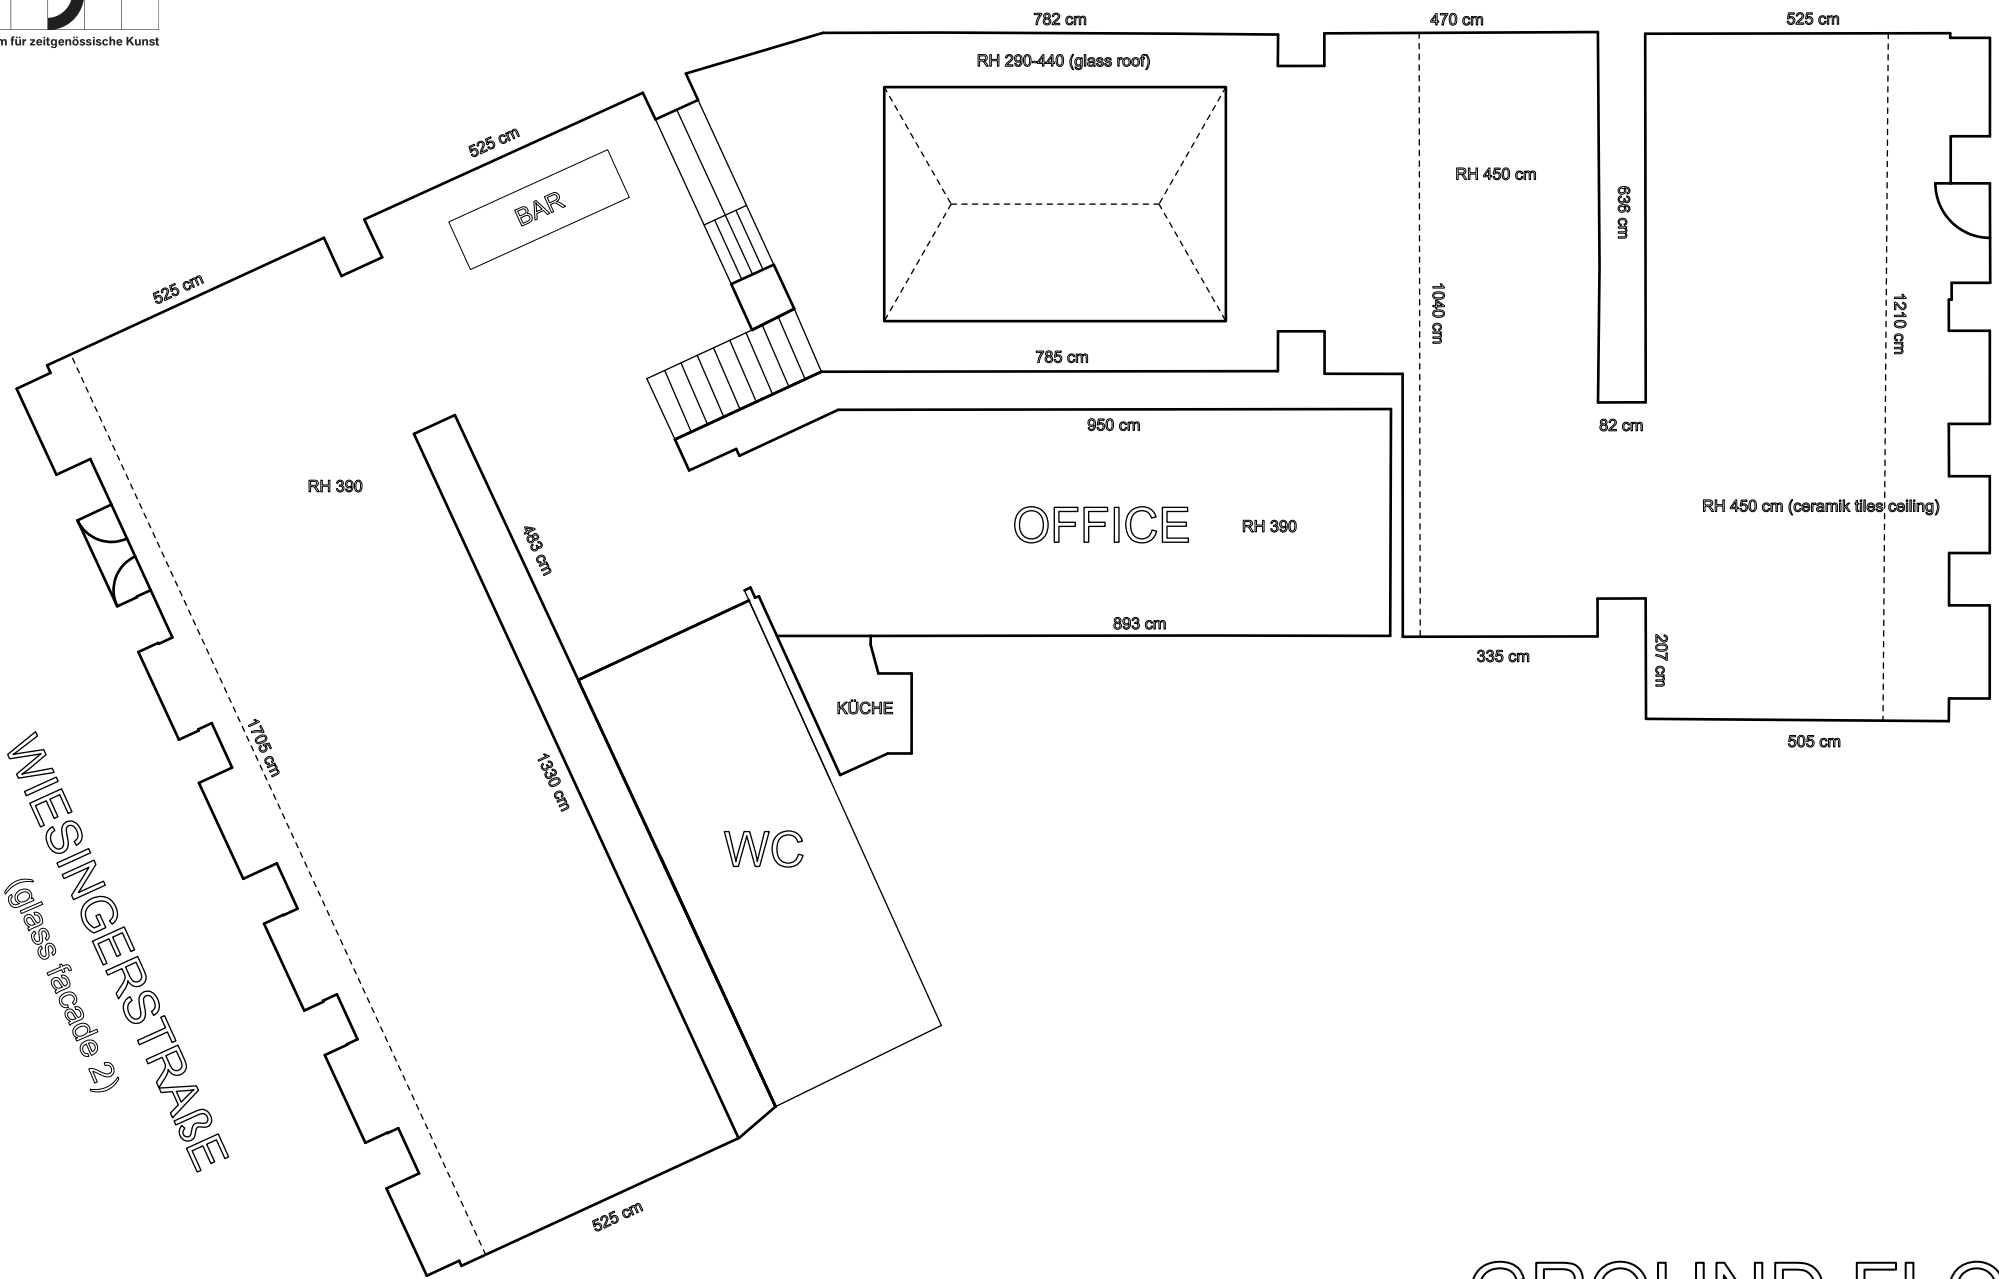 für zeitgenössische Kunst
782 cm
470 cm
525 cm
RH 290-440 (glass roof)
525 cm
BAR
RH 450 cm
636 cm
525 cm
1040 cm
1210 cm
785 cm
950 cm
82 cm
RH 390
483 cm
OFFICE
RH 390
RH 450 cm (ceramik tiles ceiling)
893 cm
335 cm
207 cm
KÜCHE
1705 cm
1330 cm
505 cm
WC
WIESINGERSTRAßE
(glass facade 2)
525 cm
GROUND